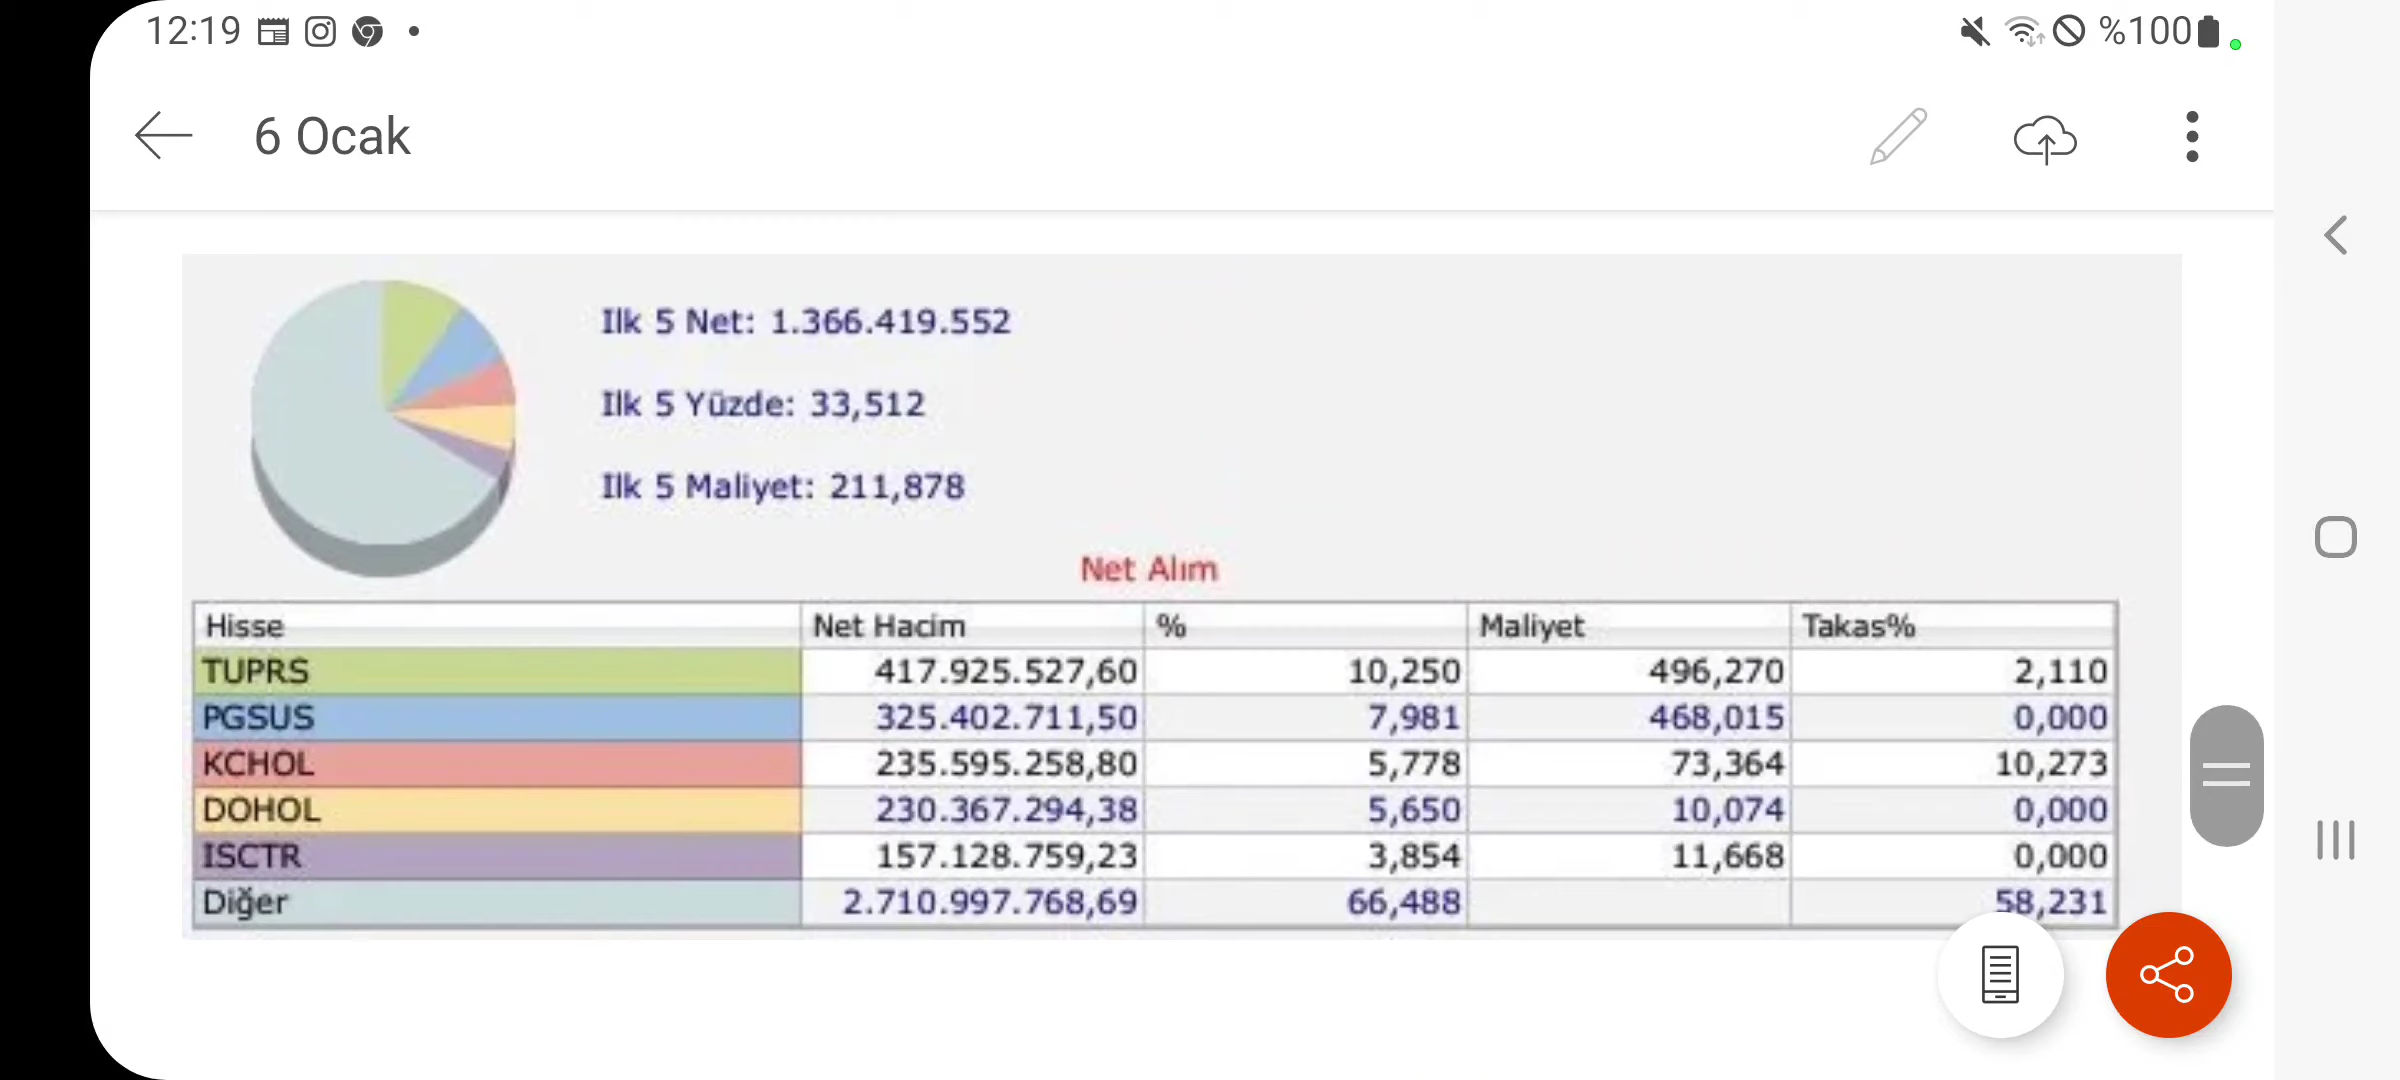 12:19
%100
6 Ocak
Ilk 5 Net: 1.366.419.552
Ilk 5 Yüzde: 33,512
Ilk 5 Maliyet: 211,878
Net Alım
Hisse Net Hacim % Maliyet Takas%
TUPRS 417.925.527,60 10,250 496,270 2,110
PGSUS 325.402.711,50 7,981 468,015 0,000
KCHOL 235.595.258,80 5,778 73,364 10,273
DOHOL 230.367.294,38 5,650 10,074 0,000
ISCTR 157.128.759,23 3,854 11,668 0,000
Diğer 2.710.997.768,69 66,488 58,231